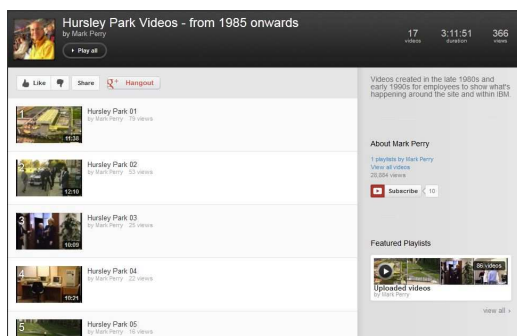 Hursley Park Videos - from 1985 onwards
by Mark Perry
Play all
17
videos
3:11:51
duration
366
views
Like
Share
Hangout
11:38
Hursley Park 01
by Mark Perry 79 views
2
12:10
Hursley Park 02
by Mark Perry 53 views
3
10:09
Hursley Park 03
by Mark Perry 25 views
4
10:21
Hursley Park 04
by Mark Perry 22 views
5
Hursley Park 05
by Mark Perry 16 views
Videos created in the late 1980s and
early 1990s for employees to show what's
happening around the site and within IBM.
About Mark Perry
1 playlists by Mark Perry
View all videos
Subscribe
10
Featured Playlists
86 videos
Uploaded videos
by Mark Perry
view all ›